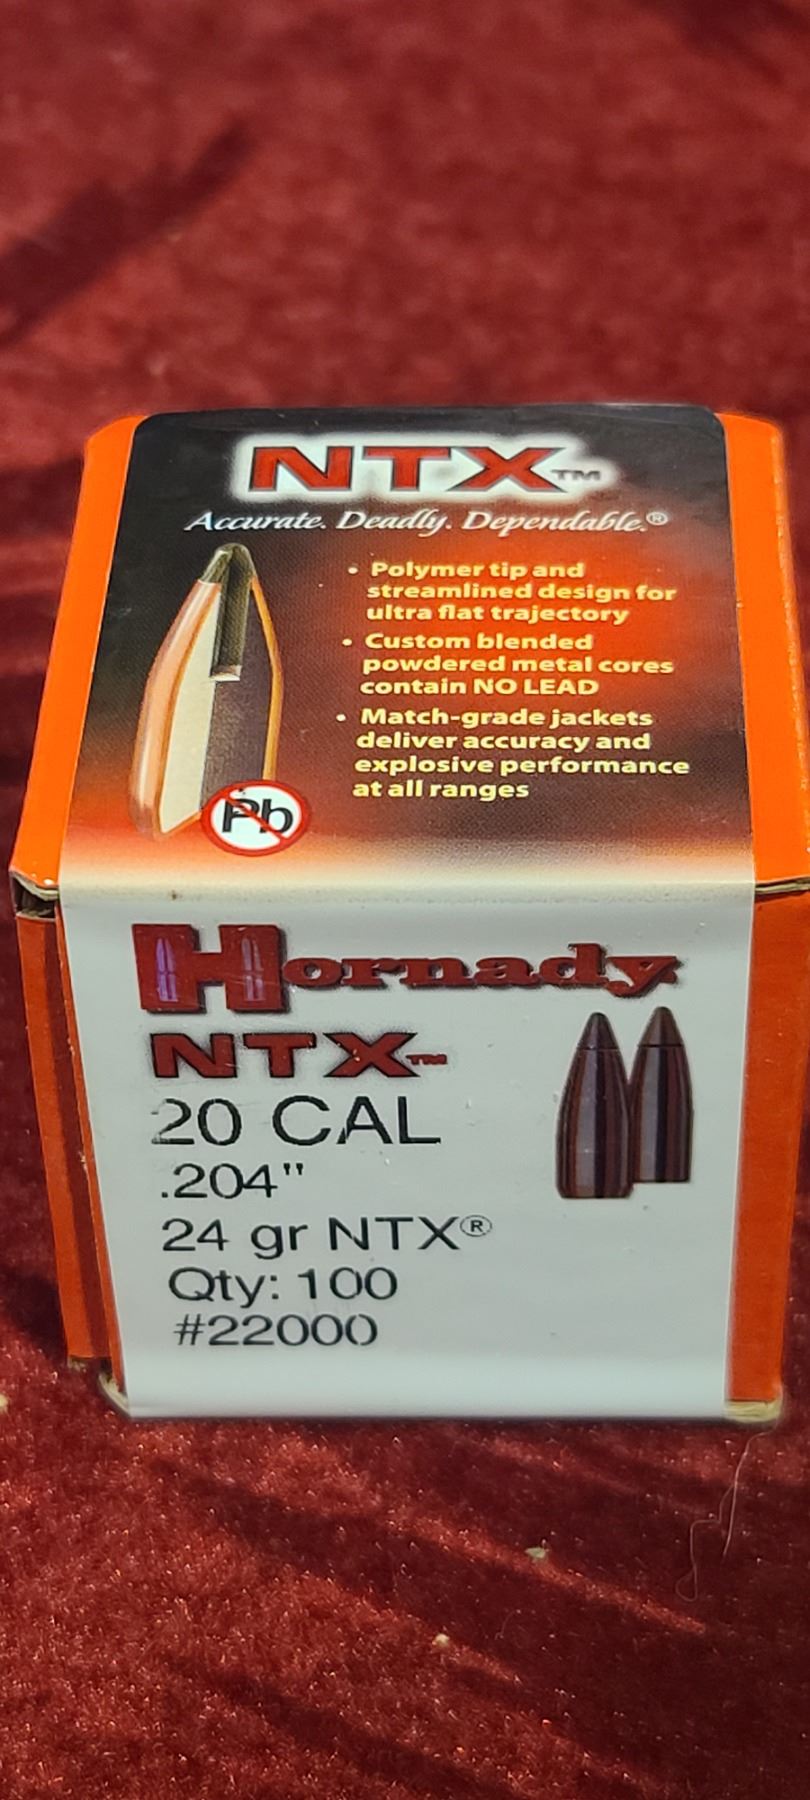 NTX™
Accurate. Deadly. Dependable.®
• Polymer tip and
streamlined design for
ultra flat trajectory
• Custom blended
powdered metal cores
contain NO LEAD
• Match-grade jackets
deliver accuracy and
explosive performance
at all ranges
Pb
Hornady
NTX™
20 CAL
.204"
24 gr NTX®
Qty: 100
#22000